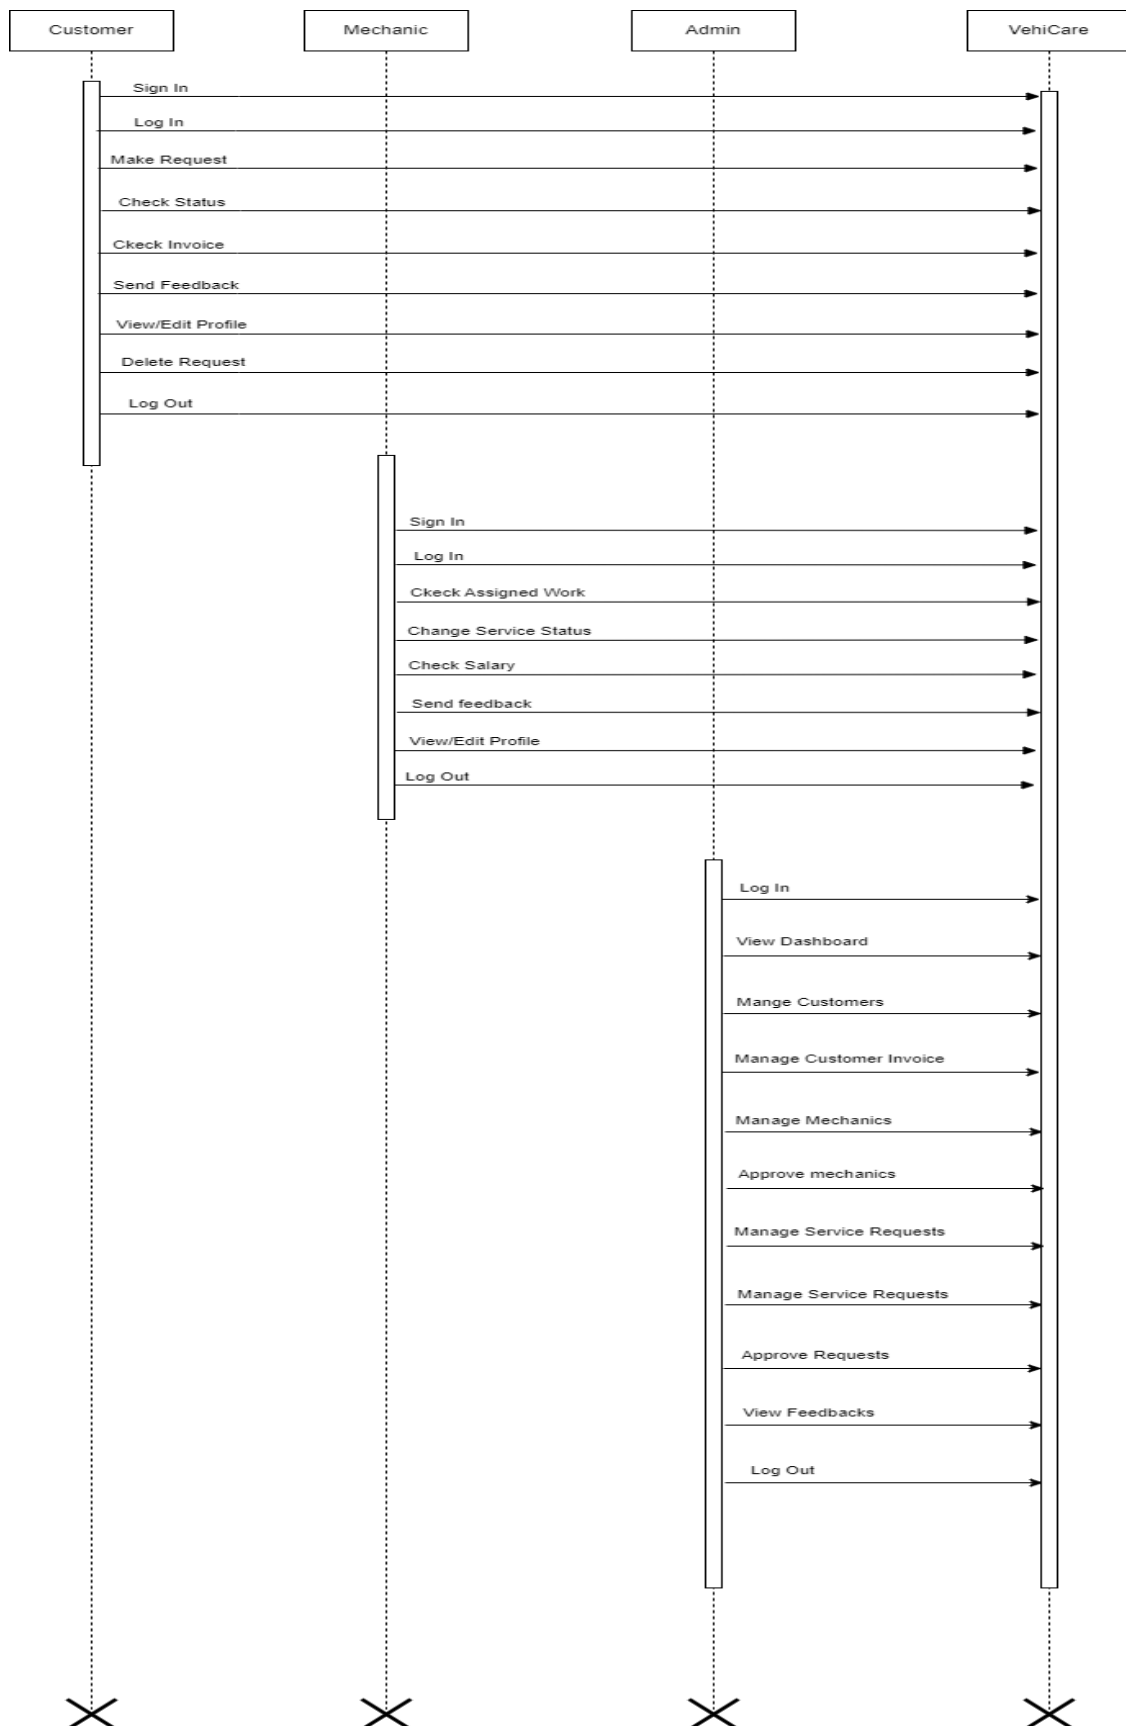 Customer
Mechanic
Admin
VehiCare
Sign In
Log In
Make Request
Check Status
Ckeck Invoice
Send Feedback
View/Edit Profile
Delete Request
Log Out
Sign In
Log In
Ckeck Assigned Work
Change Service Status
Check Salary
Send feedback
View/Edit Profile
Log Out
Log In
View Dashboard
Mange Customers
Manage Customer Invoice
Manage Mechanics
Approve mechanics
Manage Service Requests
Manage Service Requests
Approve Requests
View Feedbacks
Log Out